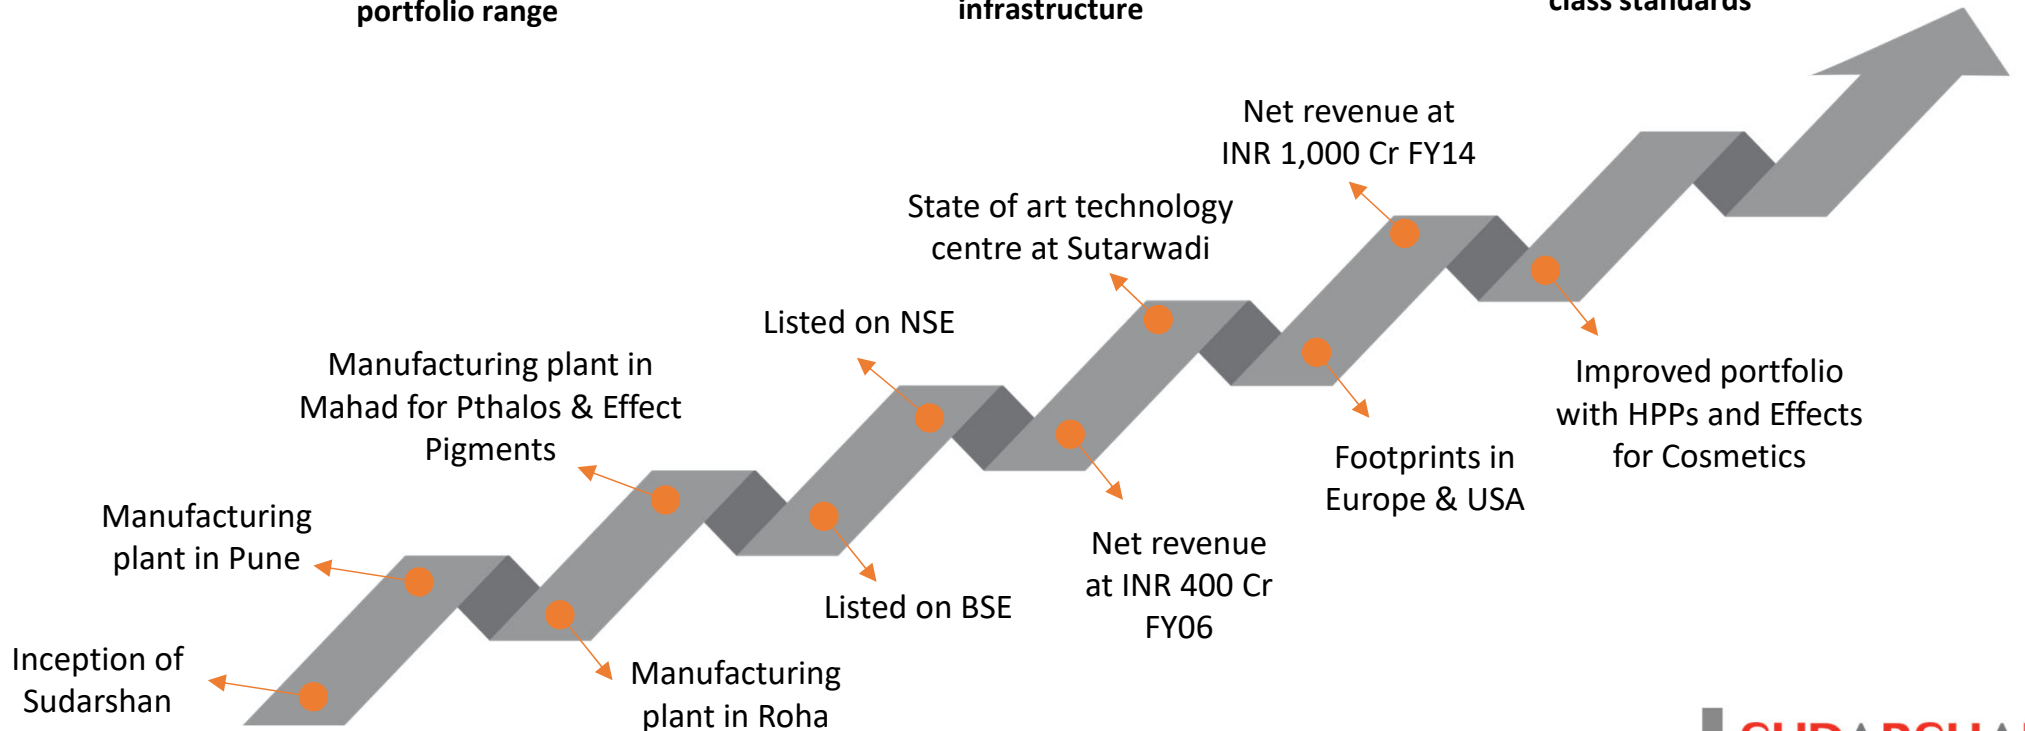 portfolio range
infrastructure
class standards
Net revenue at
INR 1,000 Cr FY14
State of art technology
centre at Sutarwadi
Listed on NSE
Manufacturing plant in
Mahad for Pthalos & Effect
Pigments
Improved portfolio
with HPPs and Effects
for Cosmetics
Footprints in
Europe & USA
Manufacturing
plant in Pune
Net revenue
at INR 400 Cr
FY06
Listed on BSE
Inception of
Sudarshan
Manufacturing
plant in Roha